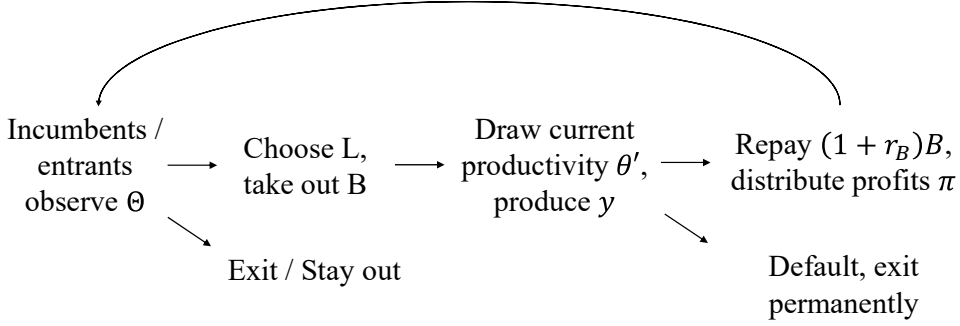 Incumbents /
entrants
observe Θ
Choose L,
take out B
Exit / Stay out
Draw current
productivity θ′,
produce y
Repay (1 + r_B)B,
distribute profits π
Default, exit
permanently